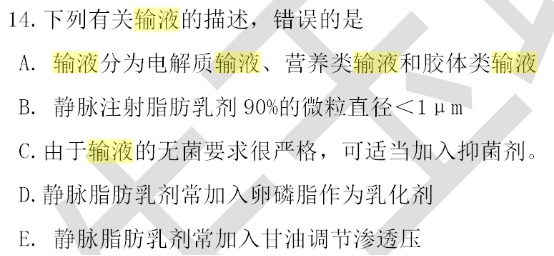 14.下列有关输液的描述，错误的是
A. 输液分为电解质输液、营养类输液和胶体类输液
B. 静脉注射脂肪乳剂 90%的微粒直径＜1μm
C.由于输液的无菌要求很严格，可适当加入抑菌剂。
D.静脉脂肪乳剂常加入卵磷脂作为乳化剂
E. 静脉脂肪乳剂常加入甘油调节渗透压